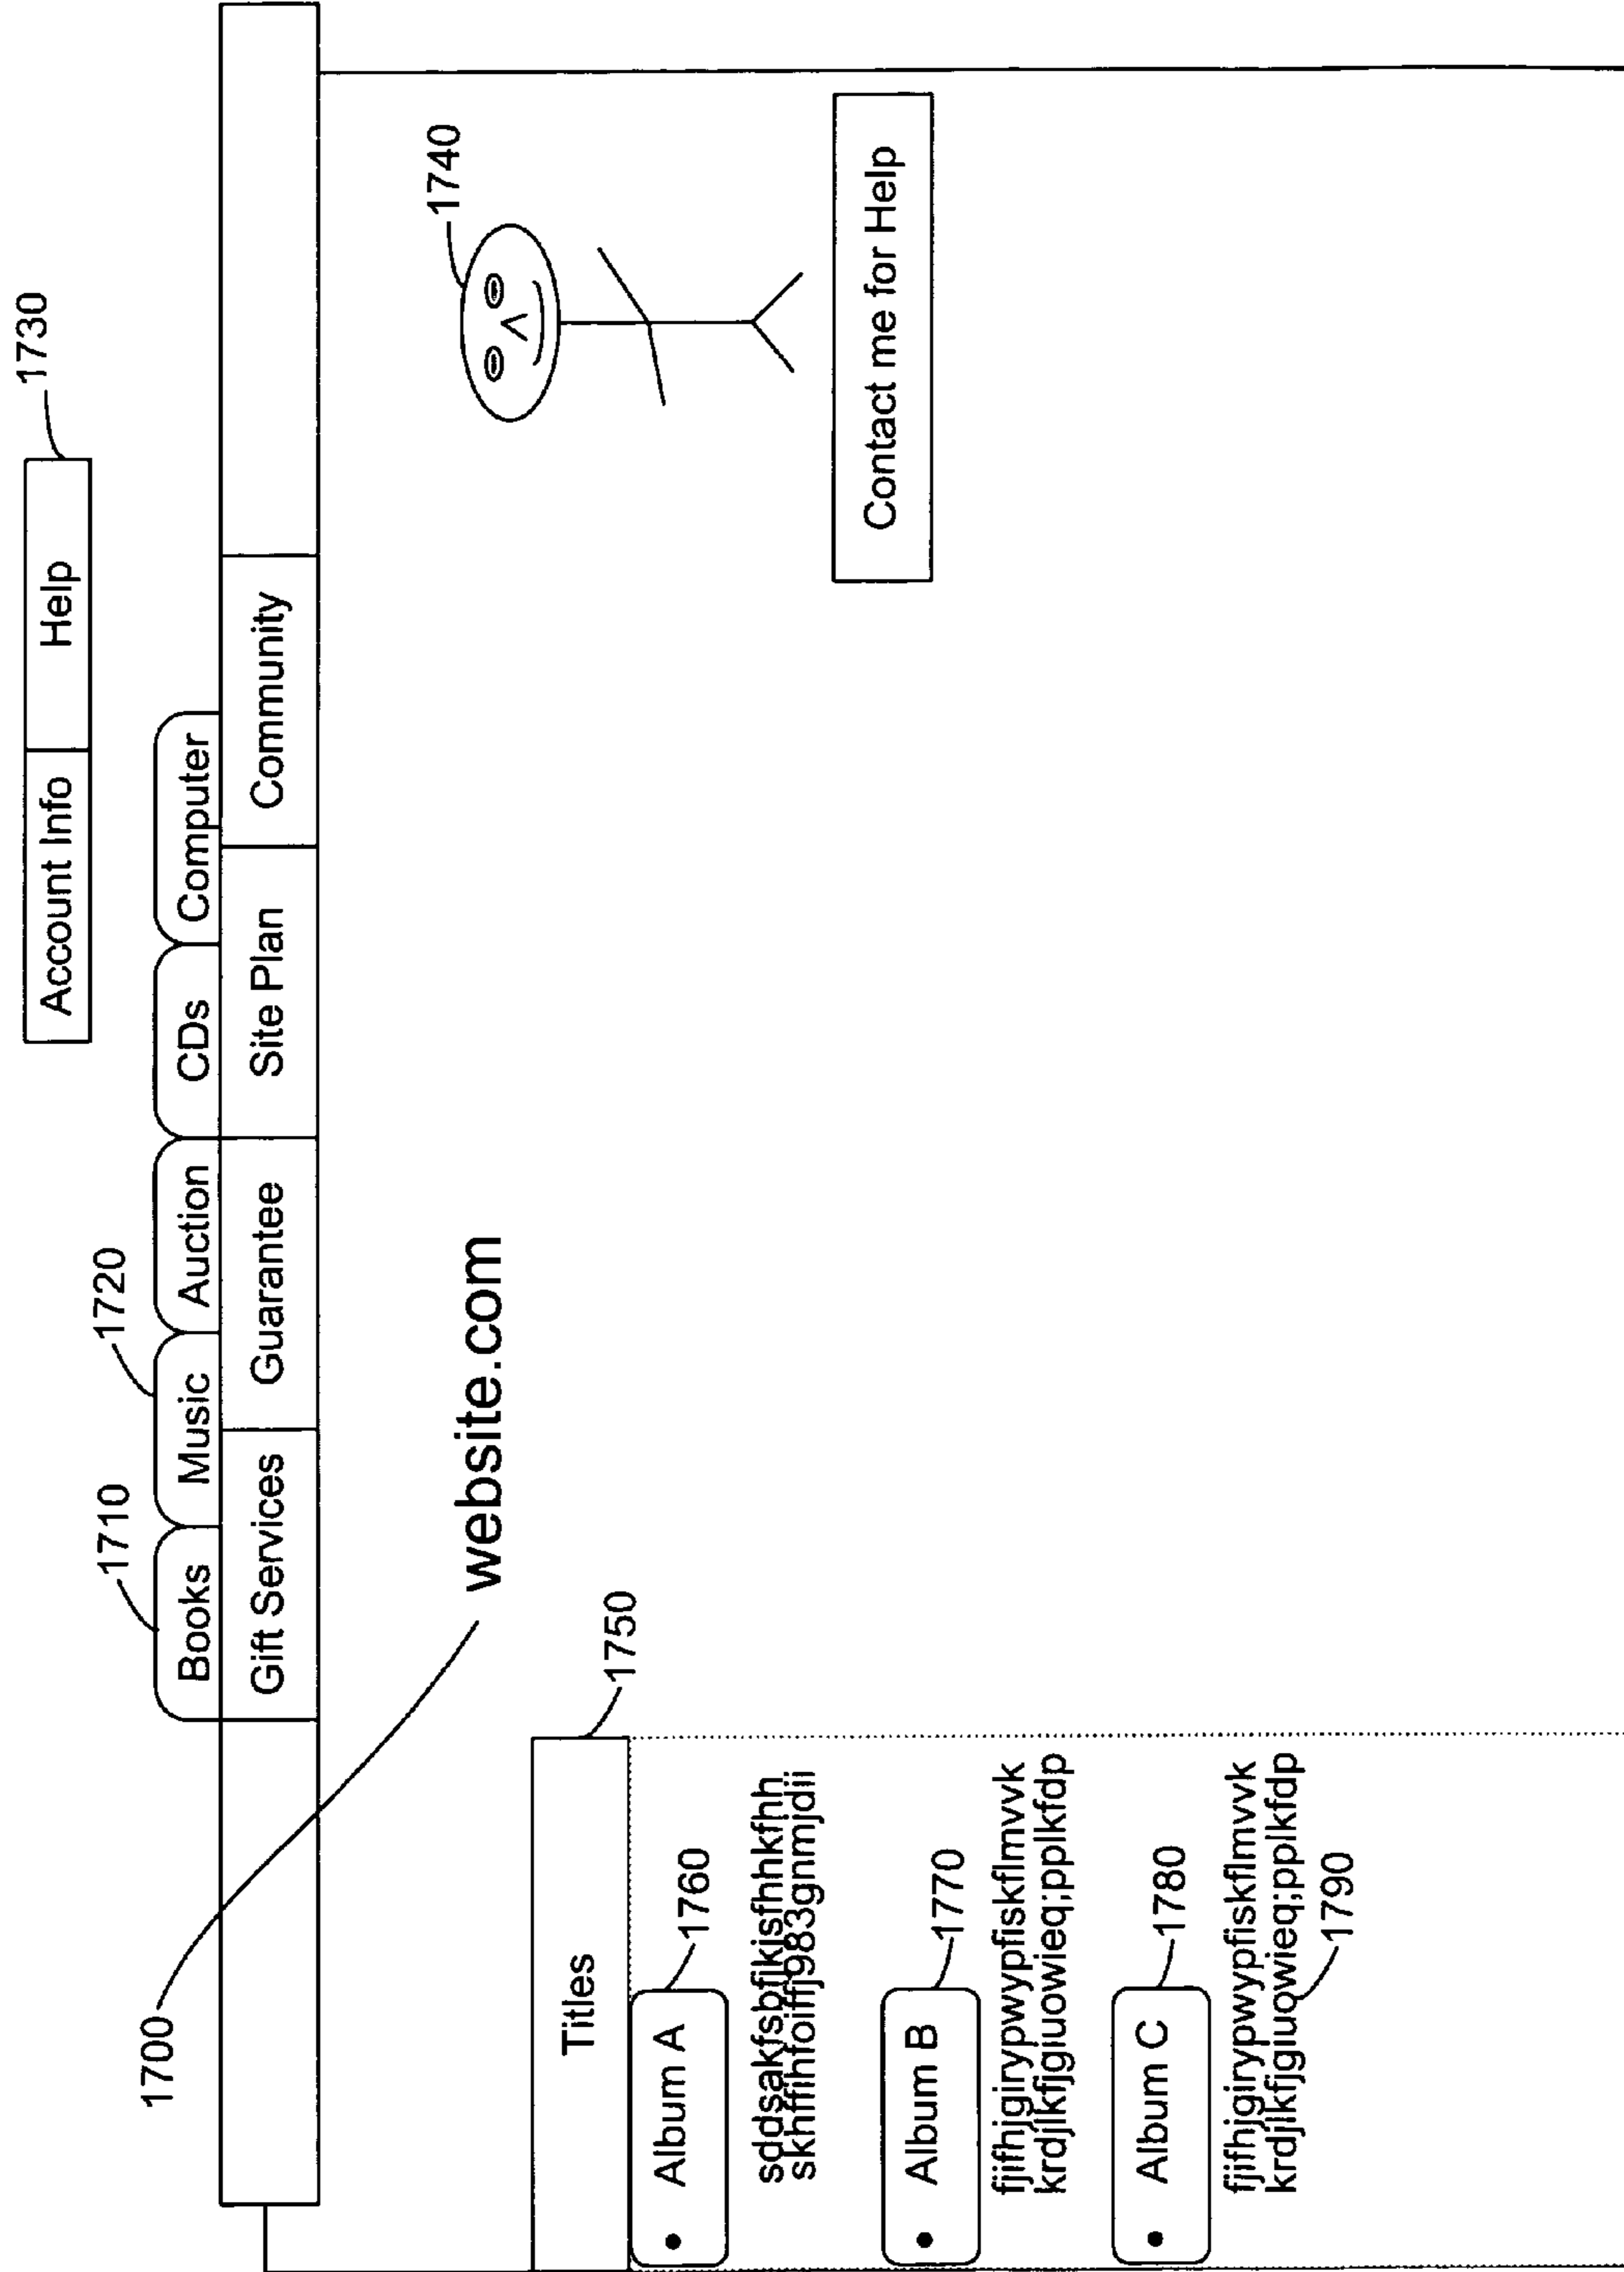 1730
Account Info Help
1710 1720
Books Music Auction CDs Computer
1700
Gift Services Guarantee Site Plan Community
1740
website.com
1750
Titles
• Album A
1760
sddsakfsbfjkjsfhhkfhh
skhffihfoiffj983gnmjdii
Contact me for Help
• Album B
1770
fjifhjgirypwypfiskflmvvk
krdjlkfjgiuowieq;pplkfdp
• Album C
1780
fjifhjgirypwypfiskflmvvk
krdjlkfjgiuowieq;pplkfdp
1790